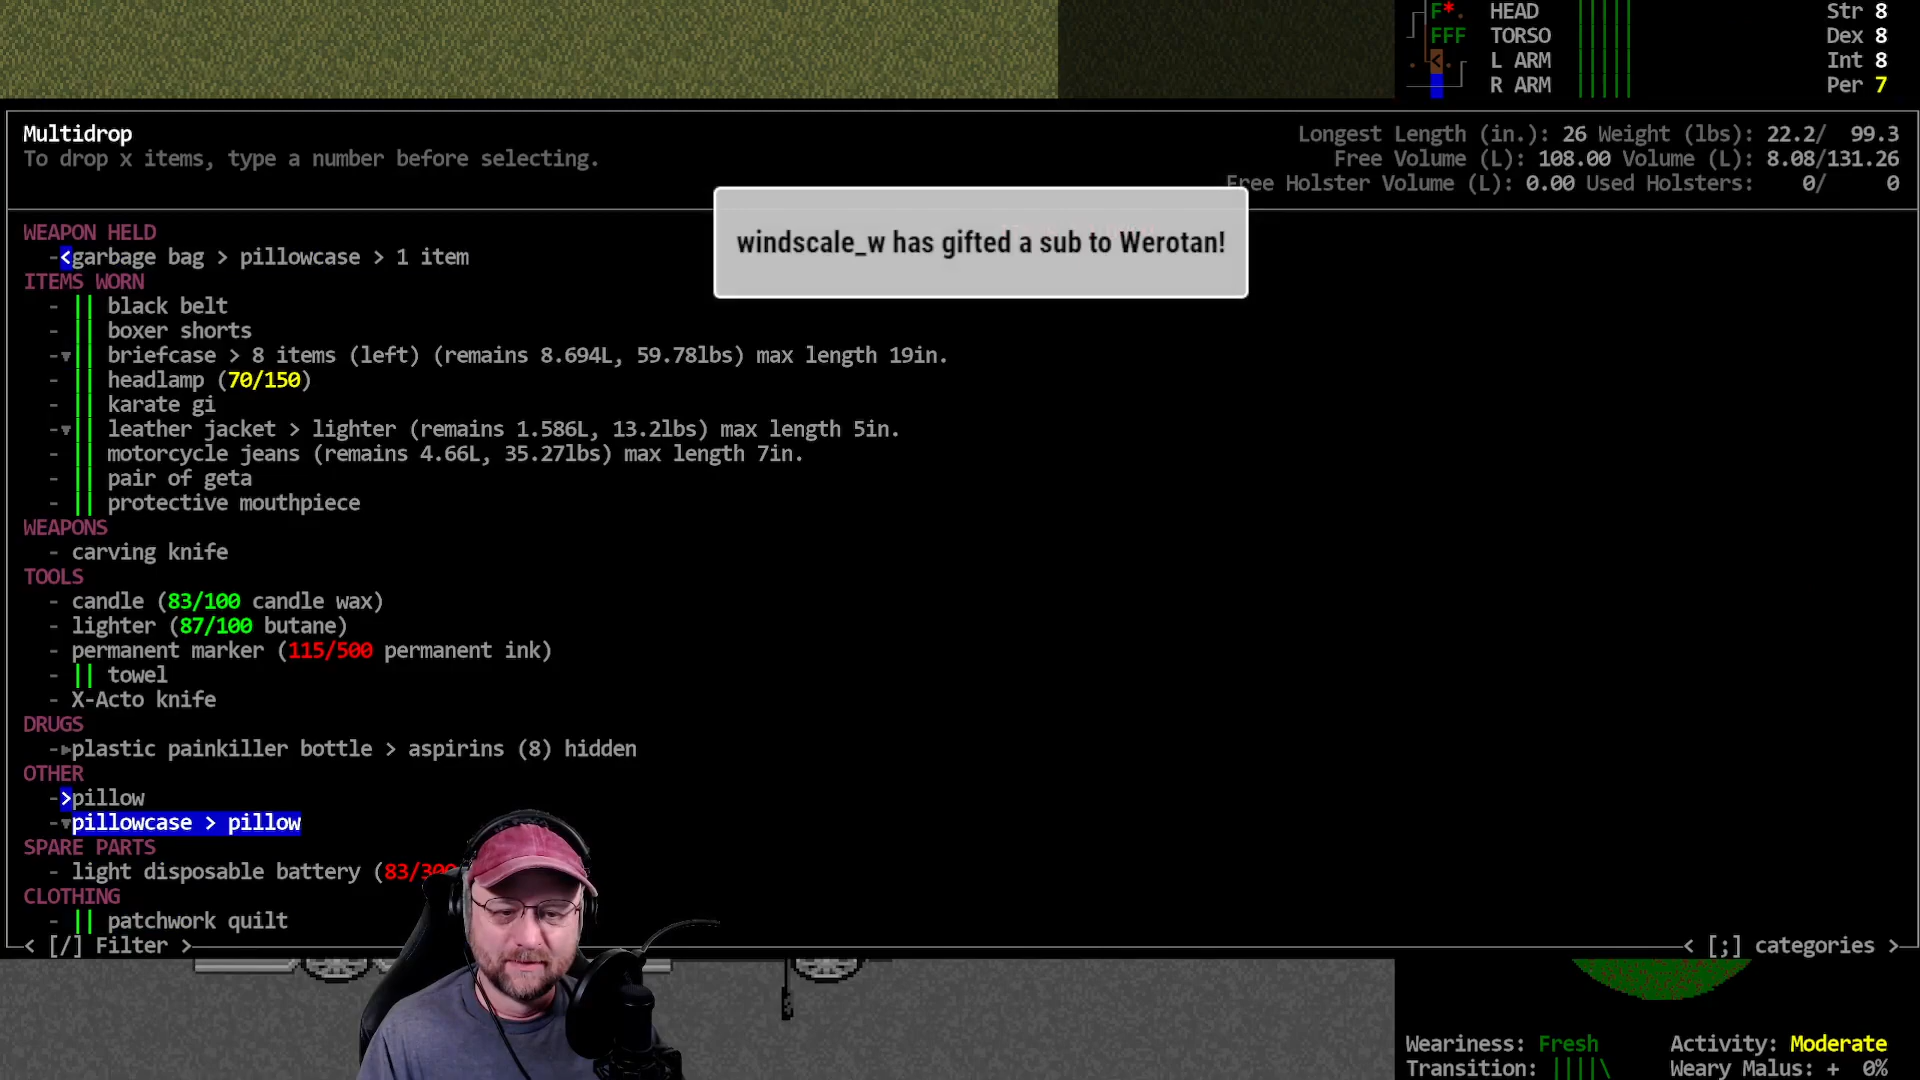 F*. HEAD ||||| Str 8
FFF TORSO ||||| Dex 8
.<. L ARM ||||| Int 8
R ARM ||||| Per 7
Multidrop
To drop x items, type a number before selecting.
Longest Length (in.): 26 Weight (lbs): 22.2/ 99.3
Free Volume (L): 108.00 Volume (L): 8.08/131.26
Free Holster Volume (L): 0.00 Used Holsters: 0/ 0
windscale_w has gifted a sub to Werotan!
WEAPON HELD
-<garbage bag > pillowcase > 1 item
ITEMS WORN
- || black belt
- || boxer shorts
-▾|| briefcase > 8 items (left) (remains 8.694L, 59.78lbs) max length 19in.
- || headlamp (70/150)
- || karate gi
-▾|| leather jacket > lighter (remains 1.586L, 13.2lbs) max length 5in.
- || motorcycle jeans (remains 4.66L, 35.27lbs) max length 7in.
- || pair of geta
- || protective mouthpiece
WEAPONS
- carving knife
TOOLS
- candle (83/100 candle wax)
- lighter (87/100 butane)
- permanent marker (115/500 permanent ink)
- || towel
- X-Acto knife
DRUGS
-▸plastic painkiller bottle > aspirins (8) hidden
OTHER
->pillow
-▾pillowcase > pillow
SPARE PARTS
- light disposable battery (83/300
CLOTHING
- || patchwork quilt
< [/] Filter >
< [;] categories >
Weariness: Fresh Activity: Moderate
Transition: ||||\ Weary Malus: + 0%